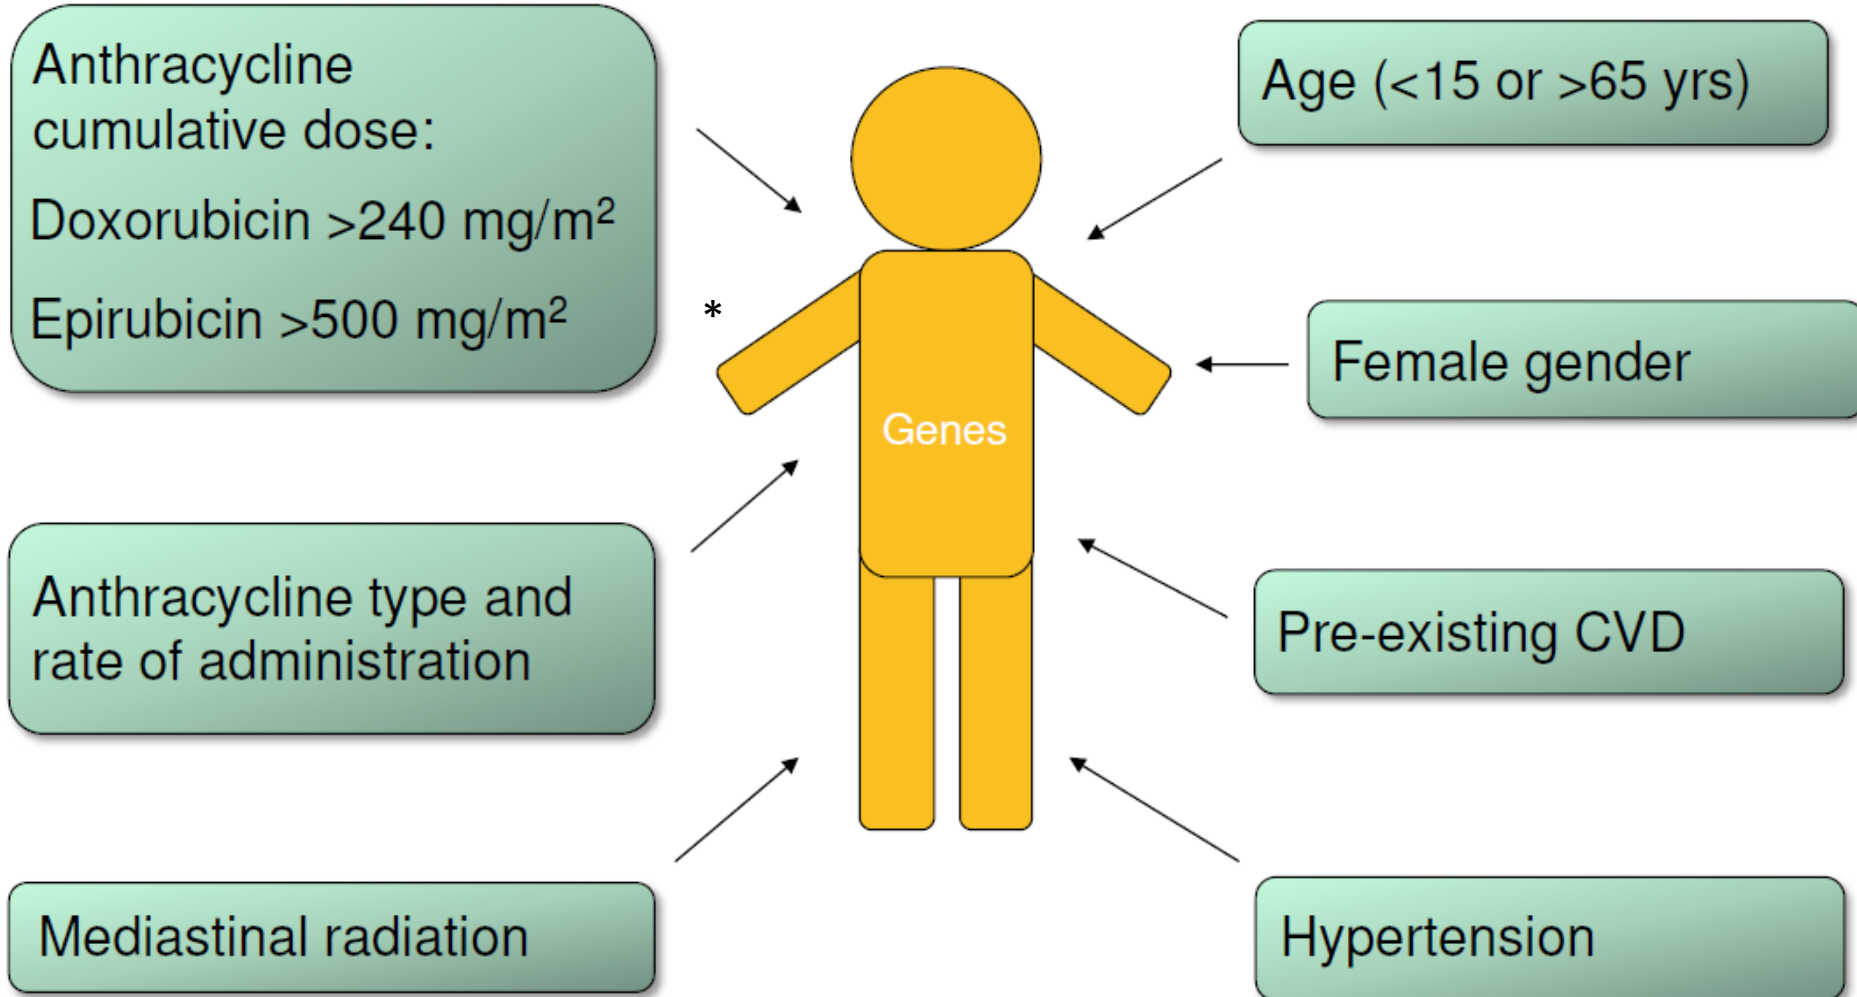 Anthracycline
cumulative dose:
Doxorubicin >240 mg/m²
Epirubicin >500 mg/m²
*
Anthracycline type and
rate of administration
Mediastinal radiation
Genes
Age (<15 or >65 yrs)
Female gender
Pre-existing CVD
Hypertension